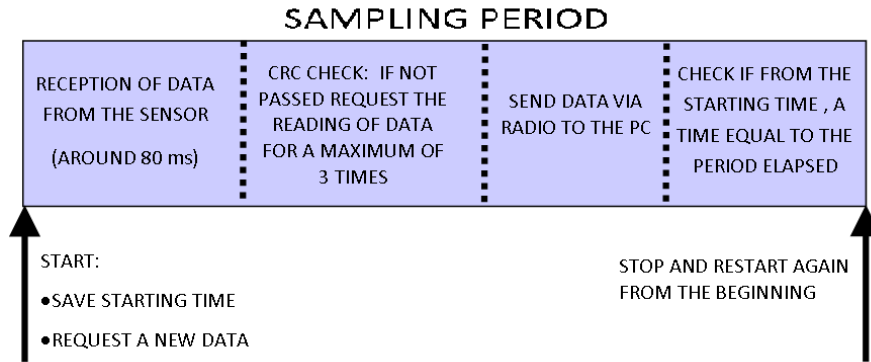 SAMPLING PERIOD
RECEPTION OF DATA
FROM THE SENSOR
(AROUND 80 ms)
CRC CHECK: IF NOT
PASSED REQUEST THE
READING OF DATA
FOR A MAXIMUM OF
3 TIMES
SEND DATA VIA
RADIO TO THE PC
CHECK IF FROM THE
STARTING TIME , A
TIME EQUAL TO THE
PERIOD ELAPSED
START:
•SAVE STARTING TIME
•REQUEST A NEW DATA
STOP AND RESTART AGAIN
FROM THE BEGINNING